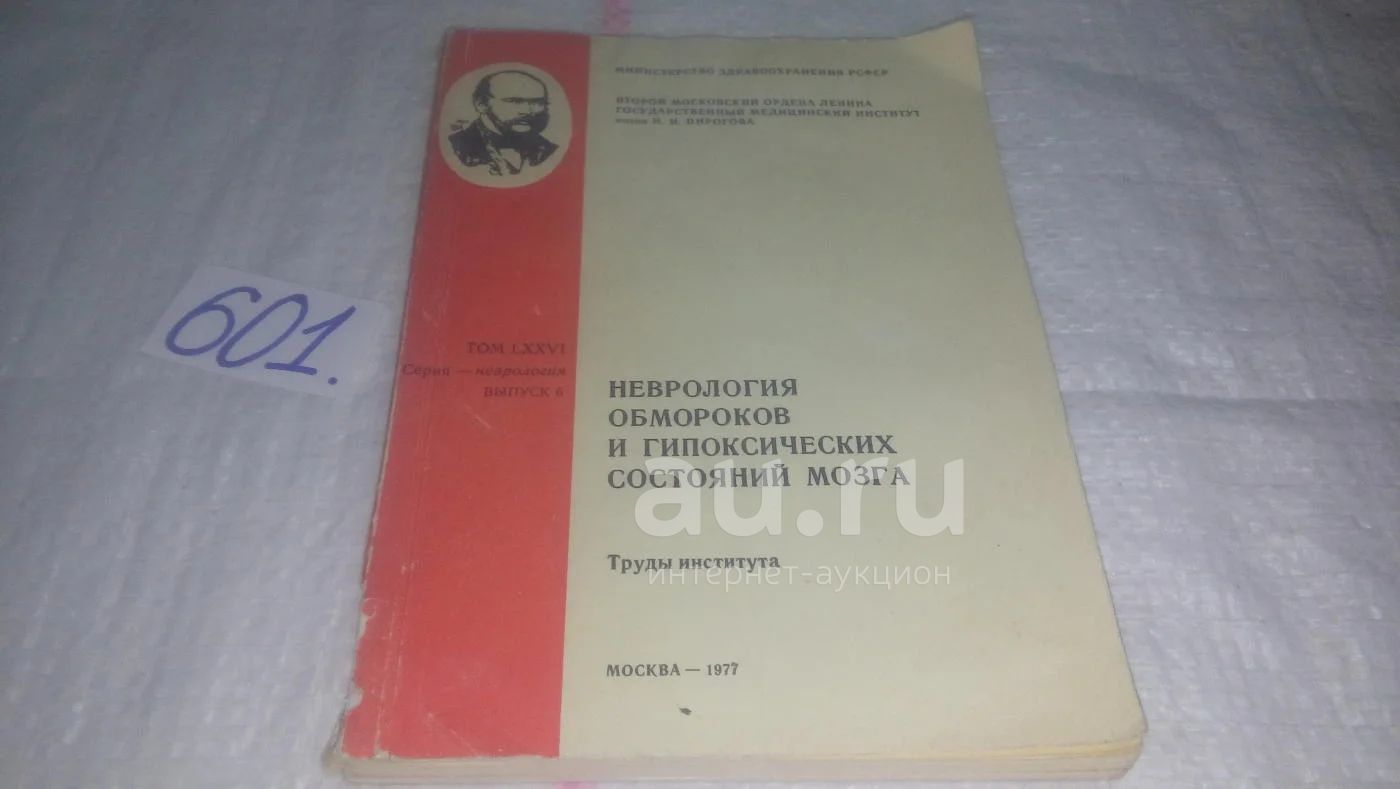 МИНИСТЕРСТВО ЗДРАВООХРАНЕНИЯ РСФСР
ВТОРОЙ МОСКОВСКИЙ ОРДЕНА ЛЕНИНА
ГОСУДАРСТВЕННЫЙ МЕДИЦИНСКИЙ ИНСТИТУТ
имени Н. И. ПИРОГОВА
601.
ТОМ LXXVI
Серия — неврология
ВЫПУСК 6
НЕВРОЛОГИЯ
ОБМОРОКОВ
И ГИПОКСИЧЕСКИХ
СОСТОЯНИЙ МОЗГА
au.ru
Труды института
интернет-аукцион
МОСКВА — 1977